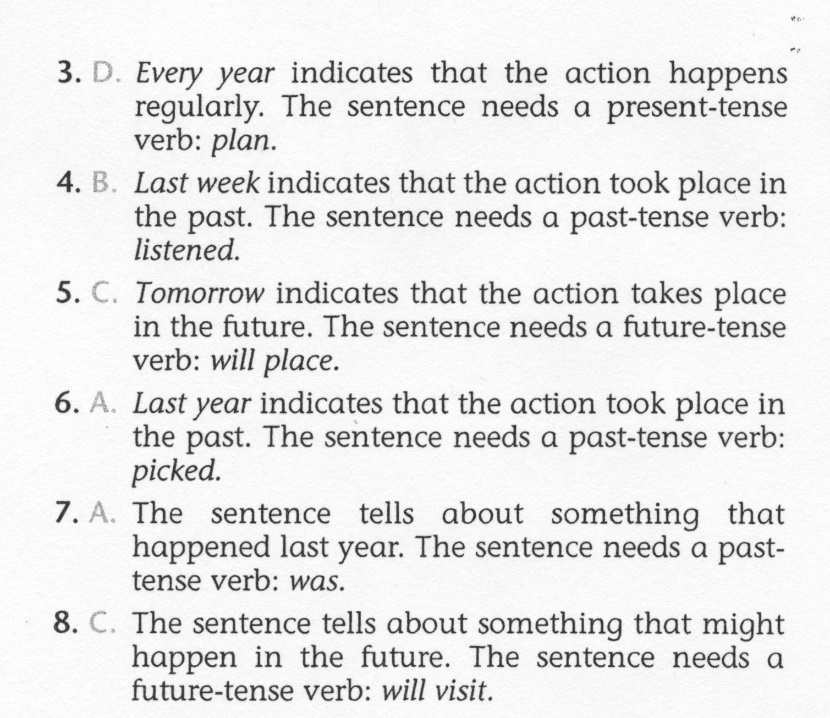 3. D. Every year indicates that the action happens
regularly. The sentence needs a present-tense
verb: plan.
4. B. Last week indicates that the action took place in
the past. The sentence needs a past-tense verb:
listened.
5. C. Tomorrow indicates that the action takes place
in the future. The sentence needs a future-tense
verb: will place.
6. A. Last year indicates that the action took place in
the past. The sentence needs a past-tense verb:
picked.
7. A. The sentence tells about something that
happened last year. The sentence needs a past-
tense verb: was.
8. C. The sentence tells about something that might
happen in the future. The sentence needs a
future-tense verb: will visit.